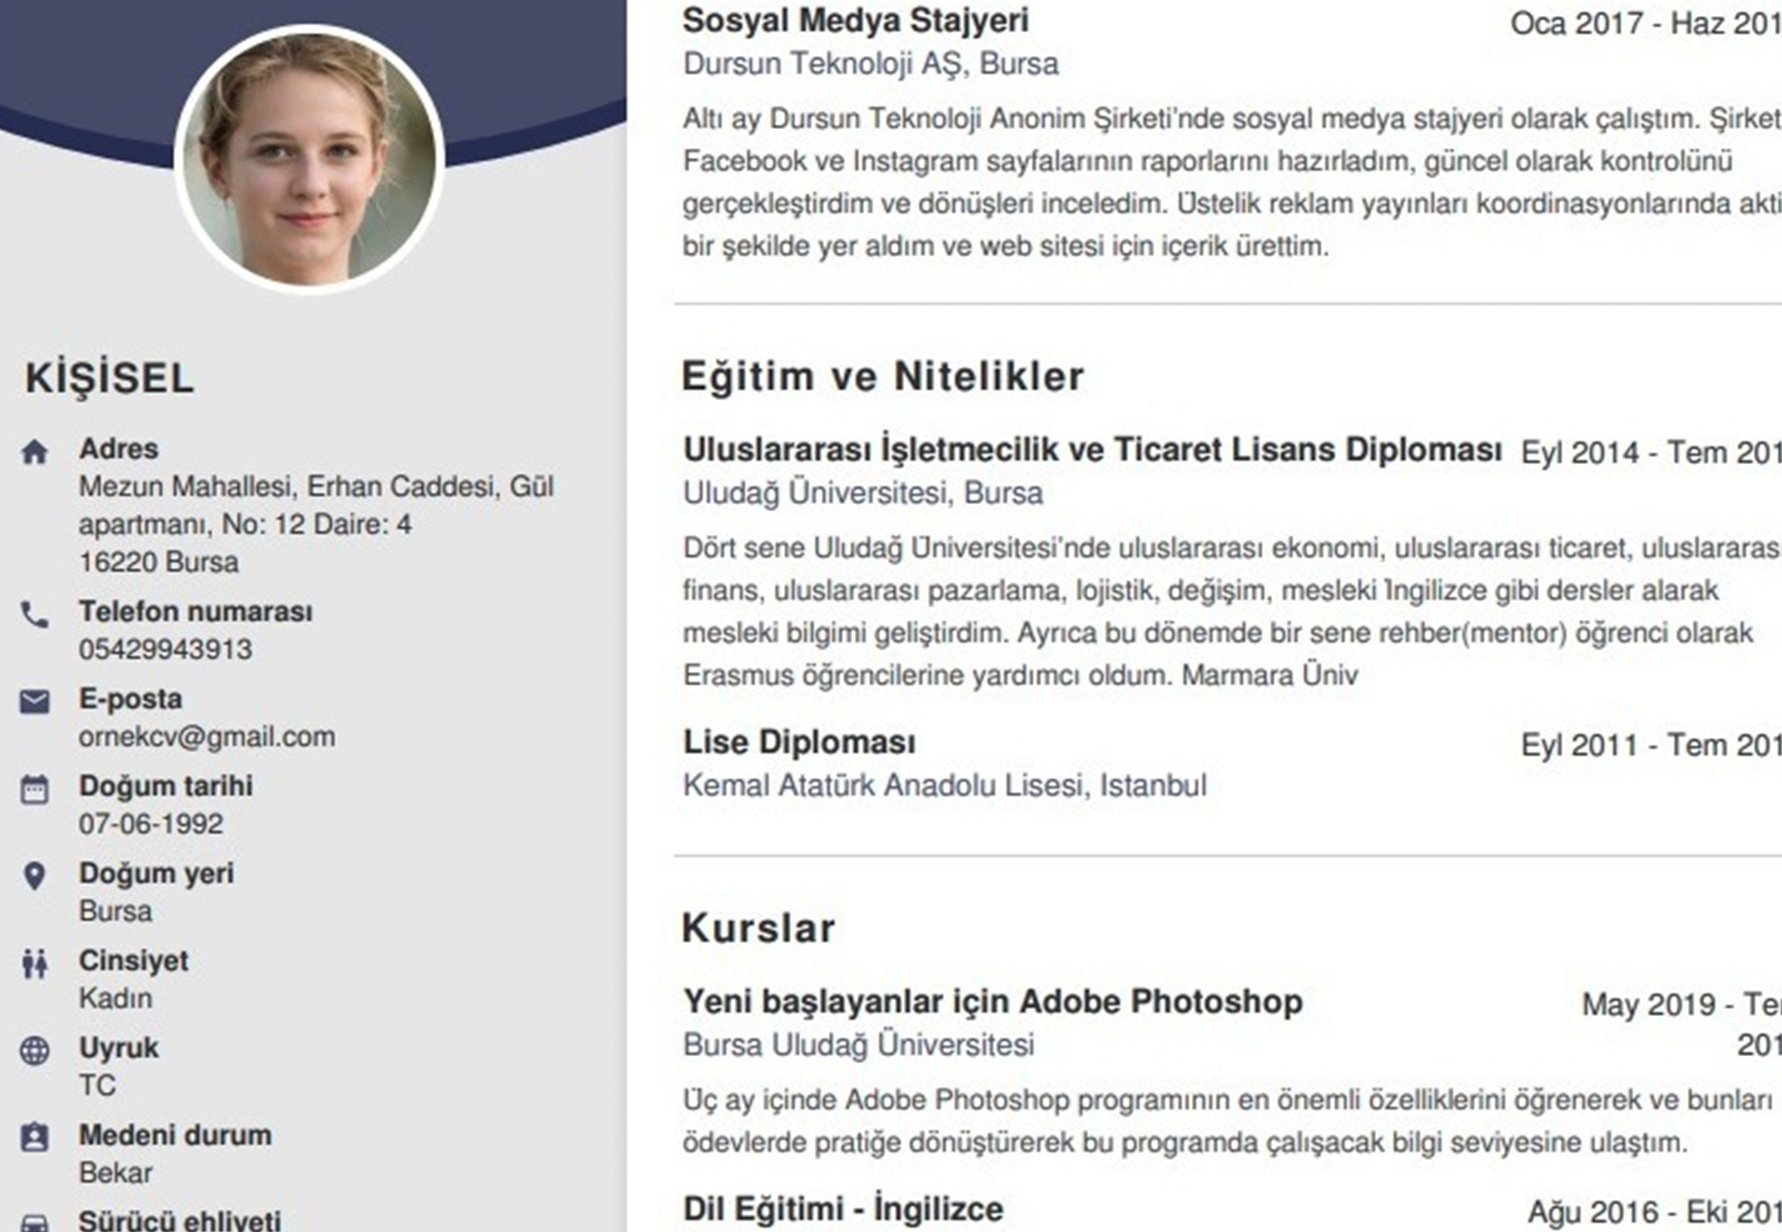 KİŞİSEL
Adres
Mezun Mahallesi, Erhan Caddesi, Gül
apartmanı, No: 12 Daire: 4
16220 Bursa
Telefon numarası
05429943913
E-posta
ornekcv@gmail.com
Doğum tarihi
07-06-1992
Doğum yeri
Bursa
Cinsiyet
Kadın
Uyruk
TC
Medeni durum
Bekar
Sürücü ehliyeti
Sosyal Medya Stajyeri Oca 2017 - Haz 201
Dursun Teknoloji AŞ, Bursa
Altı ay Dursun Teknoloji Anonim Şirketi'nde sosyal medya stajyeri olarak çalıştım. Şirket
Facebook ve Instagram sayfalarının raporlarını hazırladım, güncel olarak kontrolünü
gerçekleştirdim ve dönüşleri inceledim. Üstelik reklam yayınları koordinasyonlarında akti
bir şekilde yer aldım ve web sitesi için içerik ürettim.
Eğitim ve Nitelikler
Uluslararası İşletmecilik ve Ticaret Lisans Diploması Eyl 2014 - Tem 201
Uludağ Üniversitesi, Bursa
Dört sene Uludağ Üniversitesi'nde uluslararası ekonomi, uluslararası ticaret, uluslararas
finans, uluslararası pazarlama, lojistik, değişim, mesleki İngilizce gibi dersler alarak
mesleki bilgimi geliştirdim. Ayrıca bu dönemde bir sene rehber(mentor) öğrenci olarak
Erasmus öğrencilerine yardımcı oldum. Marmara Üniv
Lise Diploması Eyl 2011 - Tem 201
Kemal Atatürk Anadolu Lisesi, Istanbul
Kurslar
Yeni başlayanlar için Adobe Photoshop May 2019 - Te
Bursa Uludağ Üniversitesi 201
Üç ay içinde Adobe Photoshop programının en önemli özelliklerini öğrenerek ve bunları
ödevlerde pratiğe dönüştürerek bu programda çalışacak bilgi seviyesine ulaştım.
Dil Eğitimi - İngilizce Ağu 2016 - Eki 201